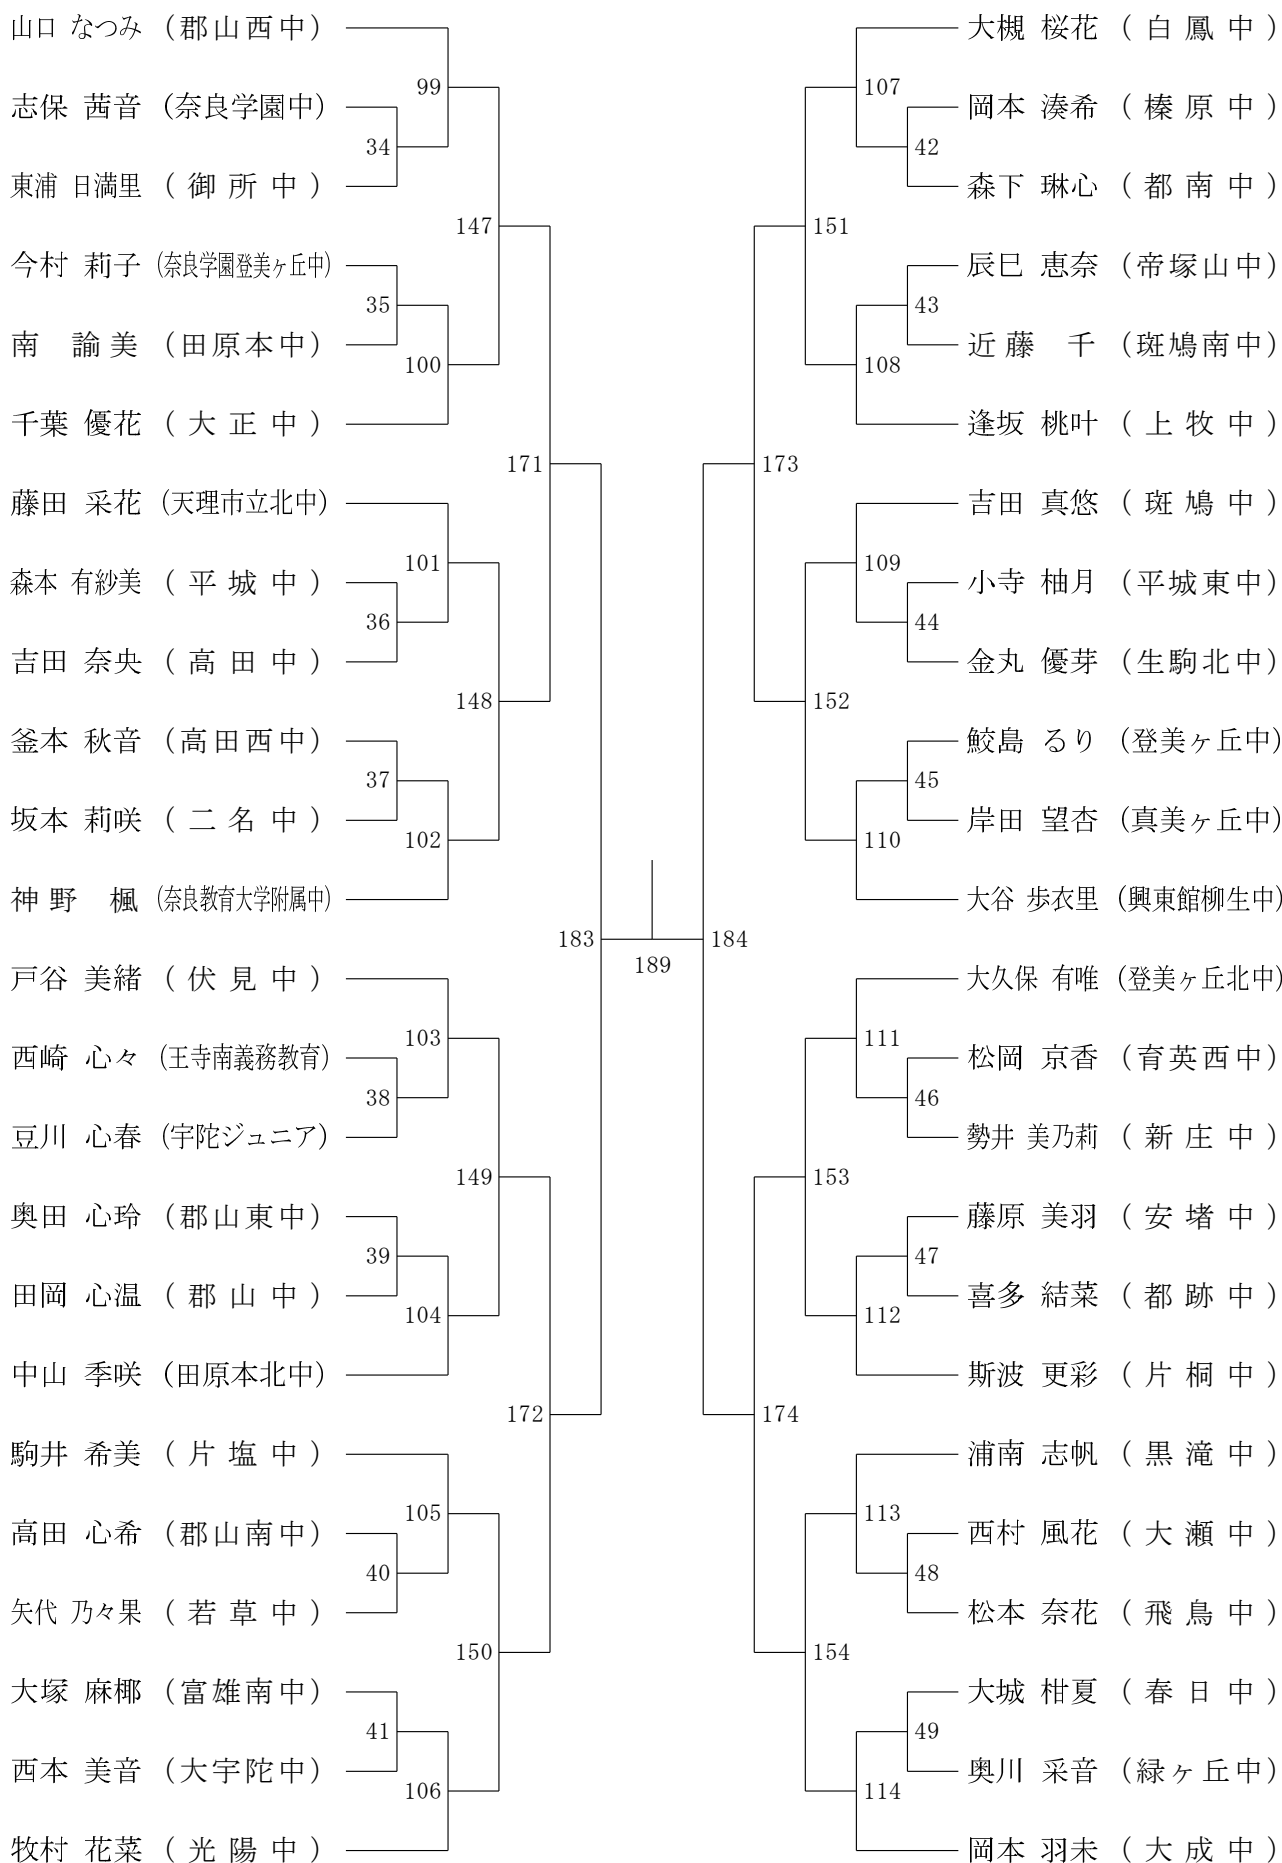 山口 なつみ （郡山西中）
99
志保 茜音 （奈良学園中）
34
東浦 日満里 （御所中）
147
今村 莉子 （奈良学園登美ヶ丘中）
35
南 諭美 （田原本中）
100
千葉 優花 （大正中）
171
藤田 采花 （天理市立北中）
101
森本 有紗美 （平城中）
36
吉田 奈央 （高田中）
148
釜本 秋音 （高田西中）
37
坂本 莉咲 （二名中）
102
神野 楓 （奈良教育大学附属中）
183
戸谷 美緒 （伏見中）
103
西崎 心々 （王寺南義務教育）
38
豆川 心春 （宇陀ジュニア）
149
奥田 心玲 （郡山東中）
39
田岡 心温 （郡山中）
104
中山 季咲 （田原本北中）
172
駒井 希美 （片塩中）
105
高田 心希 （郡山南中）
40
矢代 乃々果 （若草中）
150
大塚 麻椰 （富雄南中）
41
西本 美音 （大宇陀中）
106
牧村 花菜 （光陽中）
189
大槻 桜花 （白鳳中）
107
岡本 湊希 （榛原中）
42
森下 琳心 （都南中）
151
辰巳 恵奈 （帝塚山中）
43
近藤 千 （斑鳩南中）
108
逢坂 桃叶 （上牧中）
173
吉田 真悠 （斑鳩中）
109
小寺 柚月 （平城東中）
44
金丸 優芽 （生駒北中）
152
鮫島 るり （登美ヶ丘中）
45
岸田 望杏 （真美ヶ丘中）
110
大谷 歩衣里 （興東館柳生中）
184
大久保 有唯 （登美ヶ丘北中）
111
松岡 京香 （育英西中）
46
勢井 美乃莉 （新庄中）
153
藤原 美羽 （安堵中）
47
喜多 結菜 （都跡中）
112
斯波 更彩 （片桐中）
174
浦南 志帆 （黒滝中）
113
西村 風花 （大瀬中）
48
松本 奈花 （飛鳥中）
154
大城 柑夏 （春日中）
49
奥川 采音 （緑ヶ丘中）
114
岡本 羽未 （大成中）